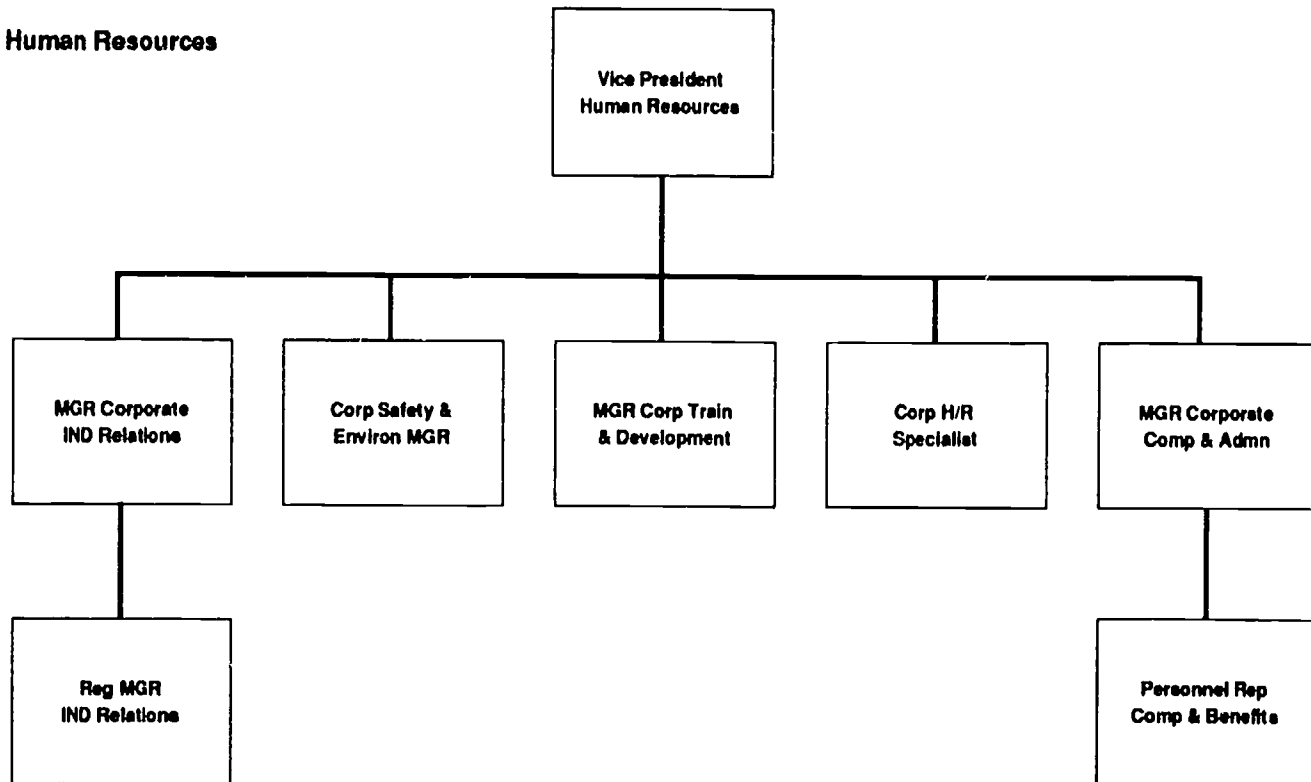 Human Resources
Vice President
Human Resources
MGR Corporate
IND Relations
Corp Safety &
Environ MGR
MGR Corp Train
& Development
Corp H/R
Specialist
MGR Corporate
Comp & Admn
Reg MGR
IND Relations
Personnel Rep
Comp & Benefits